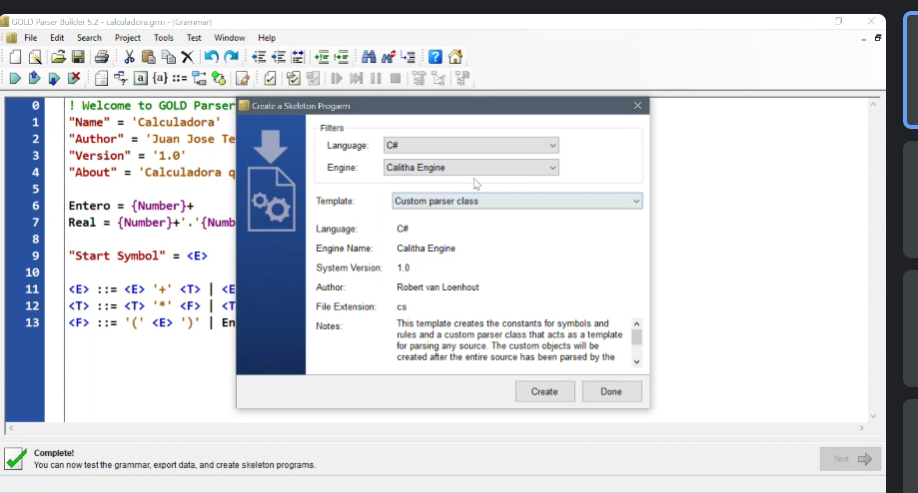 GOLD Parser Builder 5.2 - calculadora.grm - [Grammar]
File Edit Search Project Tools Test Window Help
0 ! Welcome to GOLD Parser
1 "Name" = 'Calculadora'
2 "Author" = 'Juan Jose Te
3 "Version" = '1.0'
4 "About" = 'Calculadora q
5
6 Entero = {Number}+
7 Real = {Number}+'.'{Numb
8
9 "Start Symbol" = <E>
10
11 <E> ::= <E> '+' <T> | <E
12 <T> ::= <T> '*' <F> | <T
13 <F> ::= '(' <E> ')' | En
Create a Skeleton Progarm
Filters
Language: C#
Engine: Calitha Engine
Template: Custom parser class
Language: C#
Engine Name: Calitha Engine
System Version: 1.0
Author: Robert van Loenhout
File Extension: cs
Notes: This template creates the constants for symbols and
rules and a custom parser class that acts as a template
for parsing any source. The custom objects will be
created after the entire source has been parsed by the
Create Done
Complete!
You can now test the grammar, export data, and create skeleton programs.
Next